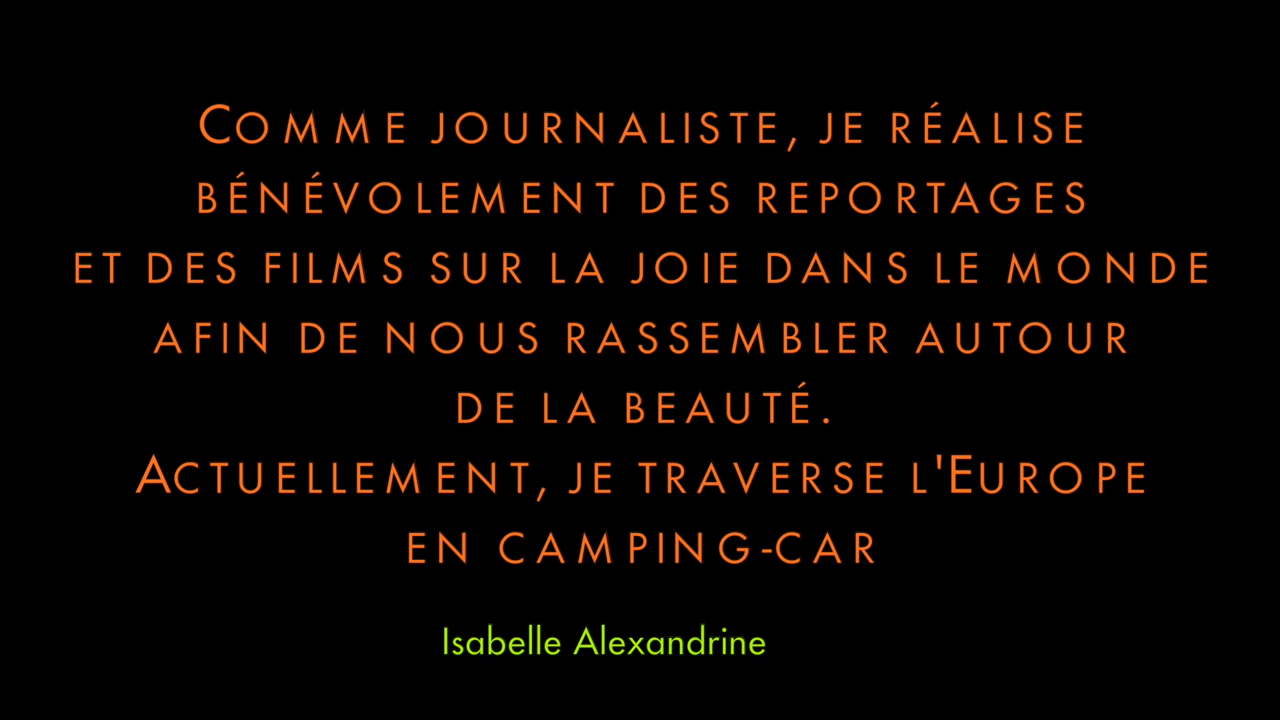 Comme journaliste, je réalise
bénévolement des reportages
et des films sur la joie dans le monde
afin de nous rassembler autour
de la beauté.
Actuellement, je traverse l'Europe
en camping-car
Isabelle Alexandrine